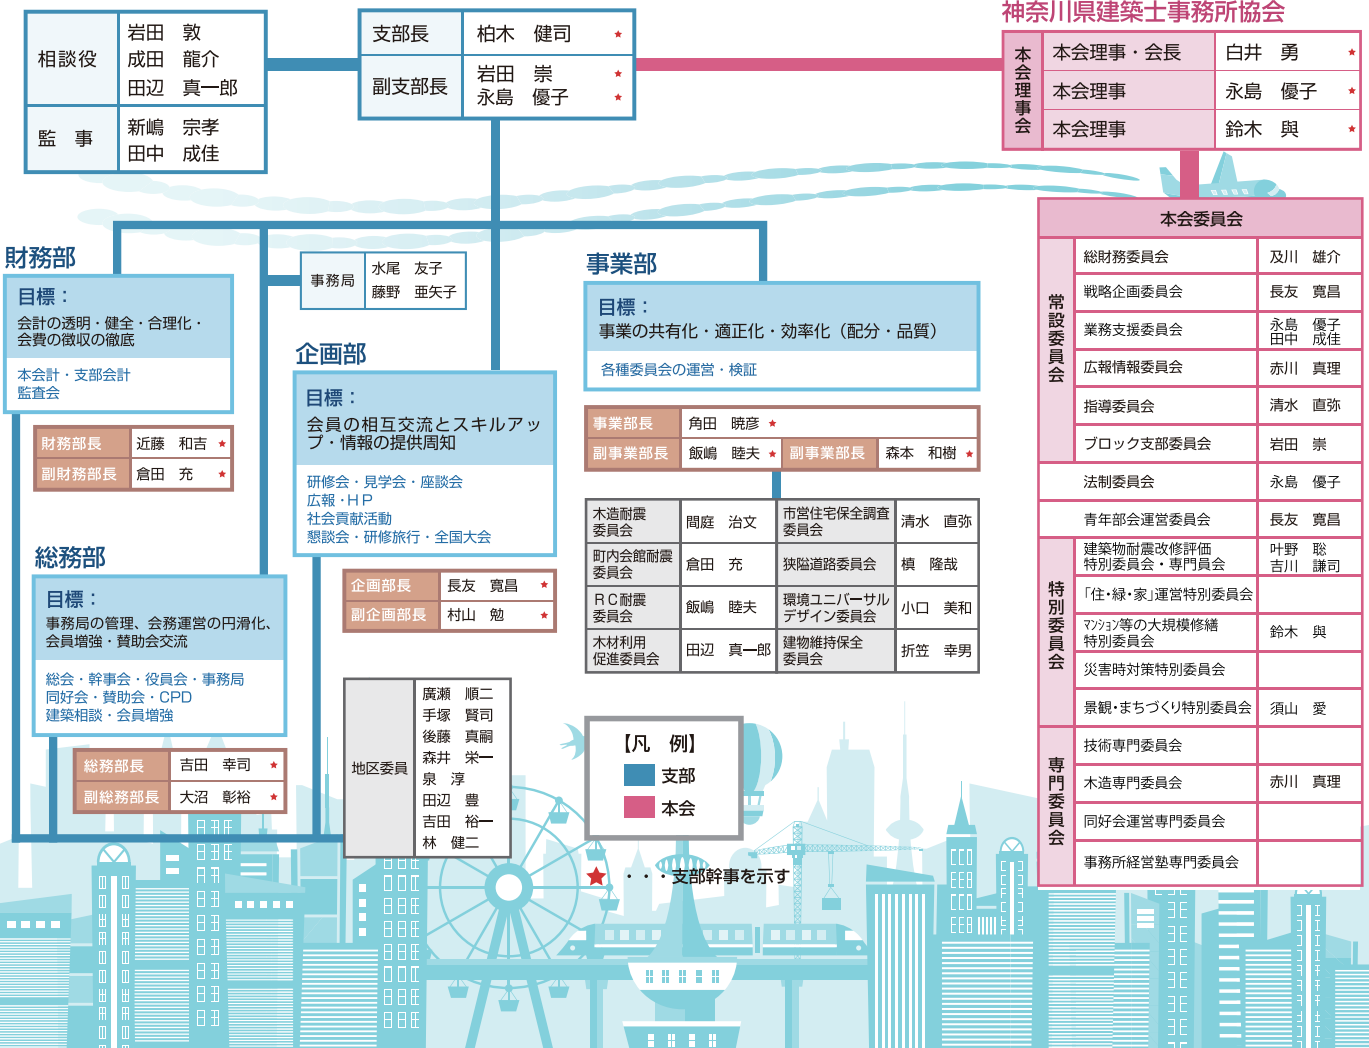 相談役
岩田　敦
成田　龍介
田辺　真一郎
監　事
新嶋　宗孝
田中　成佳
支部長
柏木　健司 ★
副支部長
岩田　崇 ★
永島　優子 ★
神奈川県建築士事務所協会
本会理事会
本会理事・会長
白井　勇 ★
本会理事
永島　優子 ★
本会理事
鈴木　與 ★
財務部
目標：
会計の透明・健全・合理化・
会費の徴収の徹底
本会計・支部会計
監査会
財務部長
近藤　和吉 ★
副財務部長
倉田　充 ★
事務局
水尾　友子
藤野　亜矢子
総務部
目標：
事務局の管理、会務運営の円滑化、
会員増強・賛助会交流
総会・幹事会・役員会・事務局
同好会・賛助会・CPD
建築相談・会員増強
総務部長
吉田　幸司 ★
副総務部長
大沼　彰裕 ★
企画部
目標：
会員の相互交流とスキルアッ
プ・情報の提供周知
研修会・見学会・座談会
広報・ＨＰ
社会貢献活動
懇談会・研修旅行・全国大会
企画部長
長友　寛昌 ★
副企画部長
村山　勉 ★
地区委員
廣瀬　順二
手塚　賢司
後藤　真嗣
森井　栄一
泉　淳
田辺　豊
吉田　裕一
林　健二
事業部
目標：
事業の共有化・適正化・効率化（配分・品質）
各種委員会の運営・検証
事業部長
角田　暁彦 ★
副事業部長
飯嶋　睦夫 ★
副事業部長
森本　和樹 ★
木造耐震
委員会
間庭　治文
市営住宅保全調査
委員会
清水　直弥
町内会館耐震
委員会
倉田　充
狭隘道路委員会
槙　隆哉
ＲＣ耐震
委員会
飯嶋　睦夫
環境ユニバーサル
デザイン委員会
小口　美和
木材利用
促進委員会
田辺　真一郎
建物維持保全
委員会
折笠　幸男
【凡　例】
支部
本会
★ ・・・支部幹事を示す
本会委員会
常設委員会
総財務委員会
及川　雄介
戦略企画委員会
長友　寛昌
業務支援委員会
永島　優子
田中　成佳
広報情報委員会
赤川　真理
指導委員会
清水　直弥
ブロック支部委員会
岩田　崇
法制委員会
永島　優子
青年部会運営委員会
長友　寛昌
特別委員会
建築物耐震改修評価
特別委員会・専門員会
叶野　聡
吉川　謙司
「住・緑・家」運営特別委員会
ﾏﾝｼｮﾝ等の大規模修繕
特別委員会
鈴木　與
災害時対策特別委員会
景観・まちづくり特別委員会
須山　愛
専門委員会
技術専門委員会
木造専門委員会
赤川　真理
同好会運営専門委員会
事務所経営塾専門委員会